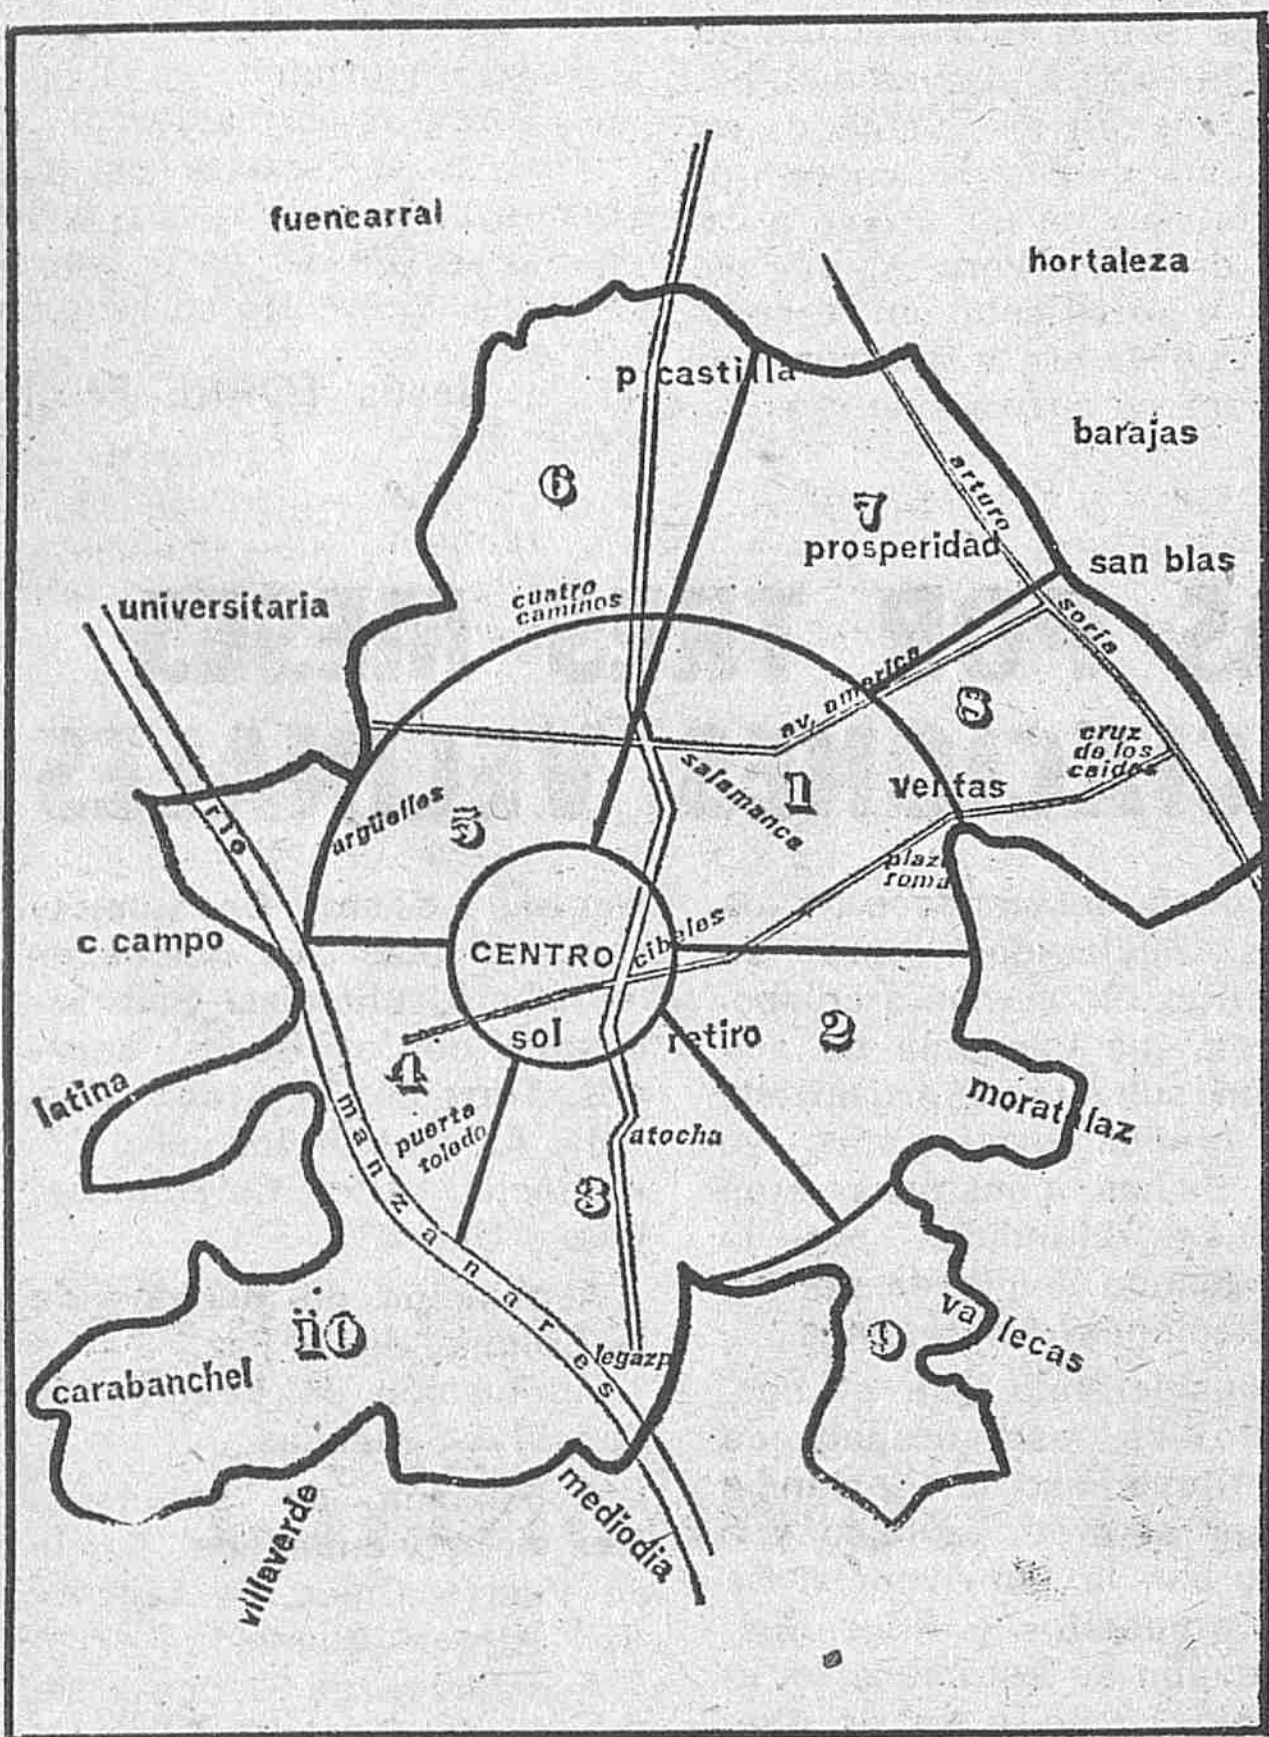 fuencarral
hortaleza
p castilla
barajas
6
7
arturo
prosperidad
san blas
universitaria
cuatro
caminos
soria
av. america
8
cruz
de los
caidos
salamanca
1
Ventas
rio
argüelles
5
plaza
roma
c. campo
CENTRO
cibeles
sol
retiro
2
4
latina
moratalaz
manzanares
puerta
toledo
atocha
3
10
vallecas
9
carabanchel
legazpi
mediodia
villaverde